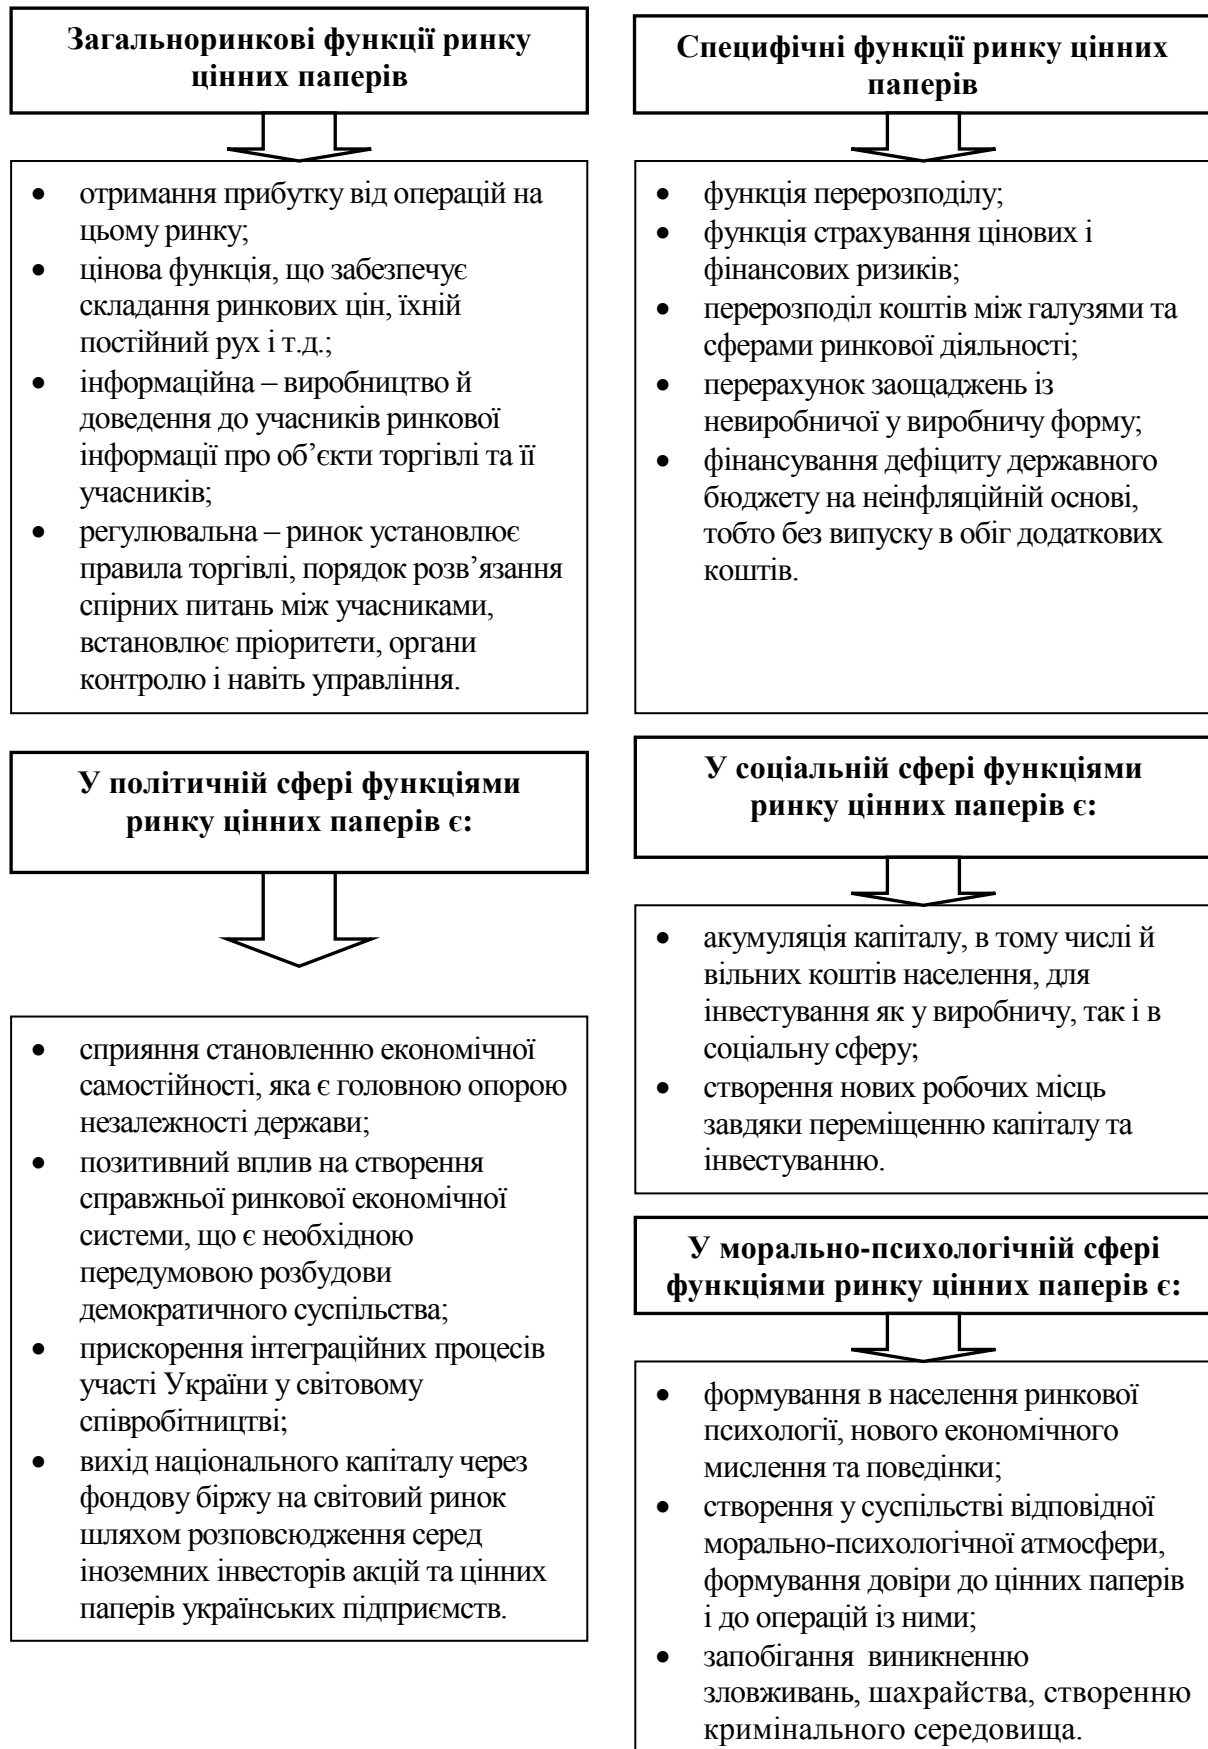 Загальноринкові функції ринку
цінних паперів
• отримання прибутку від операцій на
цьому ринку;
• цінова функція, що забезпечує
складання ринкових цін, їхній
постійний рух і т.д.;
• інформаційна – виробництво й
доведення до учасників ринкової
інформації про об’єкти торгівлі та її
учасників;
• регулювальна – ринок установлює
правила торгівлі, порядок розв’язання
спірних питань між учасниками,
встановлює пріоритети, органи
контролю і навіть управління.
Специфічні функції ринку цінних
паперів
• функція перерозподілу;
• функція страхування цінових і
фінансових ризиків;
• перерозподіл коштів між галузями та
сферами ринкової діяльності;
• перерахунок заощаджень із
невиробничої у виробничу форму;
• фінансування дефіциту державного
бюджету на неінфляційній основі,
тобто без випуску в обіг додаткових
коштів.
У політичній сфері функціями
ринку цінних паперів є:
• сприяння становленню економічної
самостійності, яка є головною опорою
незалежності держави;
• позитивний вплив на створення
справжньої ринкової економічної
системи, що є необхідною
передумовою розбудови
демократичного суспільства;
• прискорення інтеграційних процесів
участі України у світовому
співробітництві;
• вихід національного капіталу через
фондову біржу на світовий ринок
шляхом розповсюдження серед
іноземних інвесторів акцій та цінних
паперів українських підприємств.
У соціальній сфері функціями
ринку цінних паперів є:
• акумуляція капіталу, в тому числі й
вільних коштів населення, для
інвестування як у виробничу, так і в
соціальну сферу;
• створення нових робочих місць
завдяки переміщенню капіталу та
інвестуванню.
У морально-психологічній сфері
функціями ринку цінних паперів є:
• формування в населення ринкової
психології, нового економічного
мислення та поведінки;
• створення у суспільстві відповідної
морально-психологічної атмосфери,
формування довіри до цінних паперів
і до операцій із ними;
• запобігання виникненню
зловживань, шахрайства, створенню
кримінального середовища.